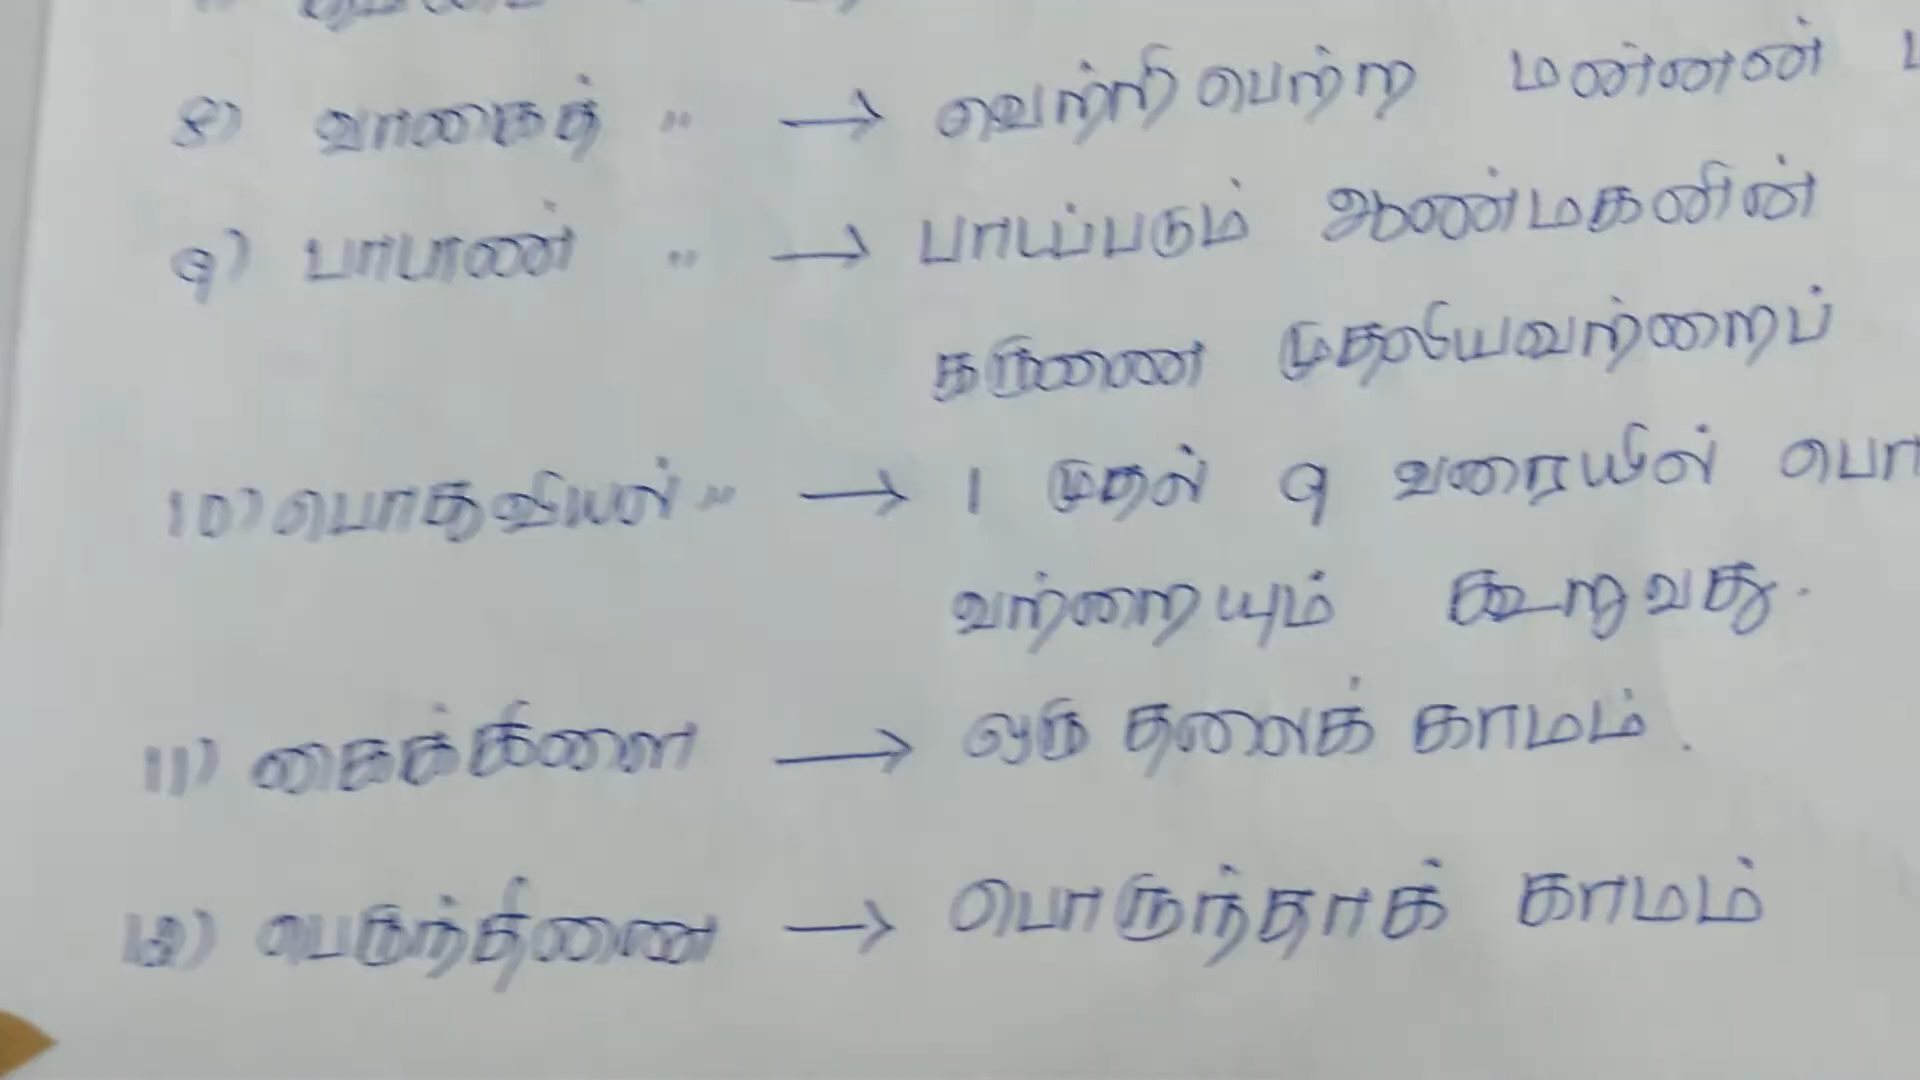 8) வாகைத் " → வெற்றி பெற்ற மன்னன்
9) பாடாண் " → பாடப்படும் ஆண்மகனின்
கருணை முதலியவற்றைப்
10) பொதுவியல் " → 1 முதல் 9 வரையில்
வற்றையும் கூறுவது.
11) கைக்கிளை → ஒரு தலைக் காமம்.
12) பெருந்திணை → பொருந்தாக் காமம்